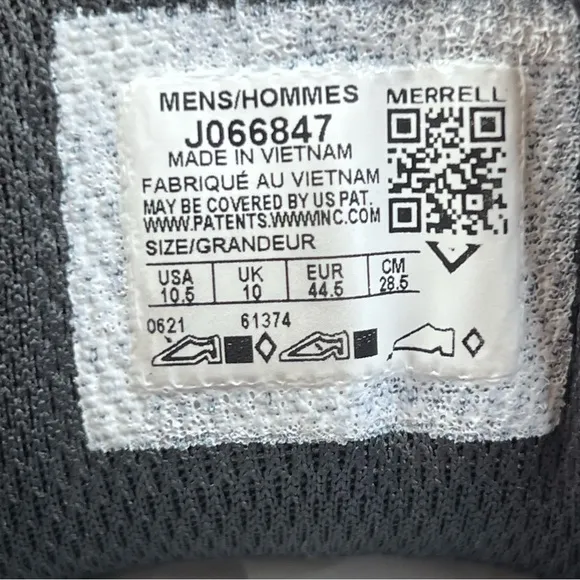 MENS/HOMMES
MERRELL
J066847
MADE IN VIETNAM
FABRIQUÉ AU VIETNAM
MAY BE COVERED BY US PAT.
WWW.PATENTS.WWWINC.COM
SIZE/GRANDEUR
USA UK EUR CM
10.5 10 44.5 28.5
0621 61374